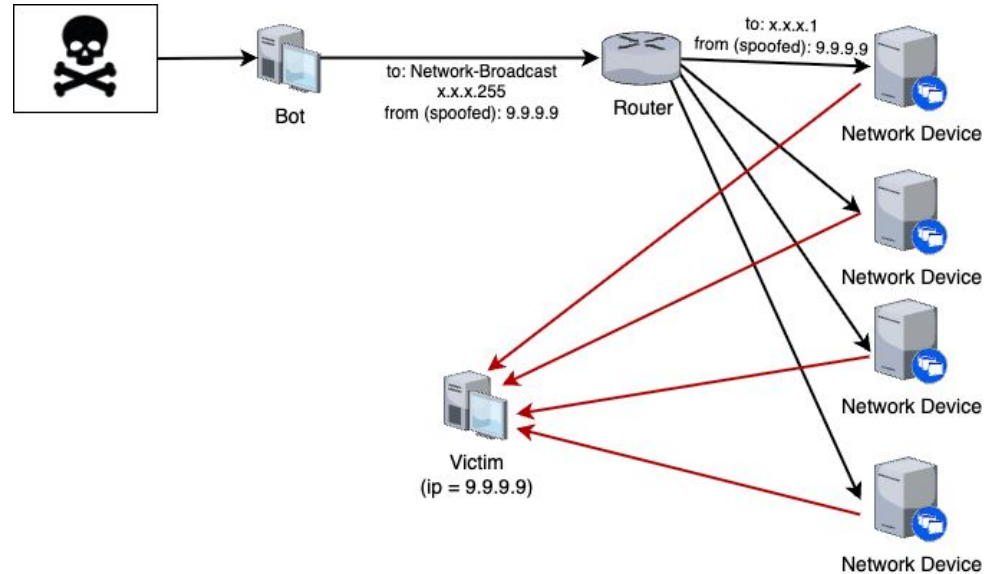 to: x.x.x.1
from (spoofed): 9.9.9.9
to: Network-Broadcast
x.x.x.255
from (spoofed): 9.9.9.9
Bot
Router
Network Device
Network Device
Network Device
Victim
(ip = 9.9.9.9)
Network Device